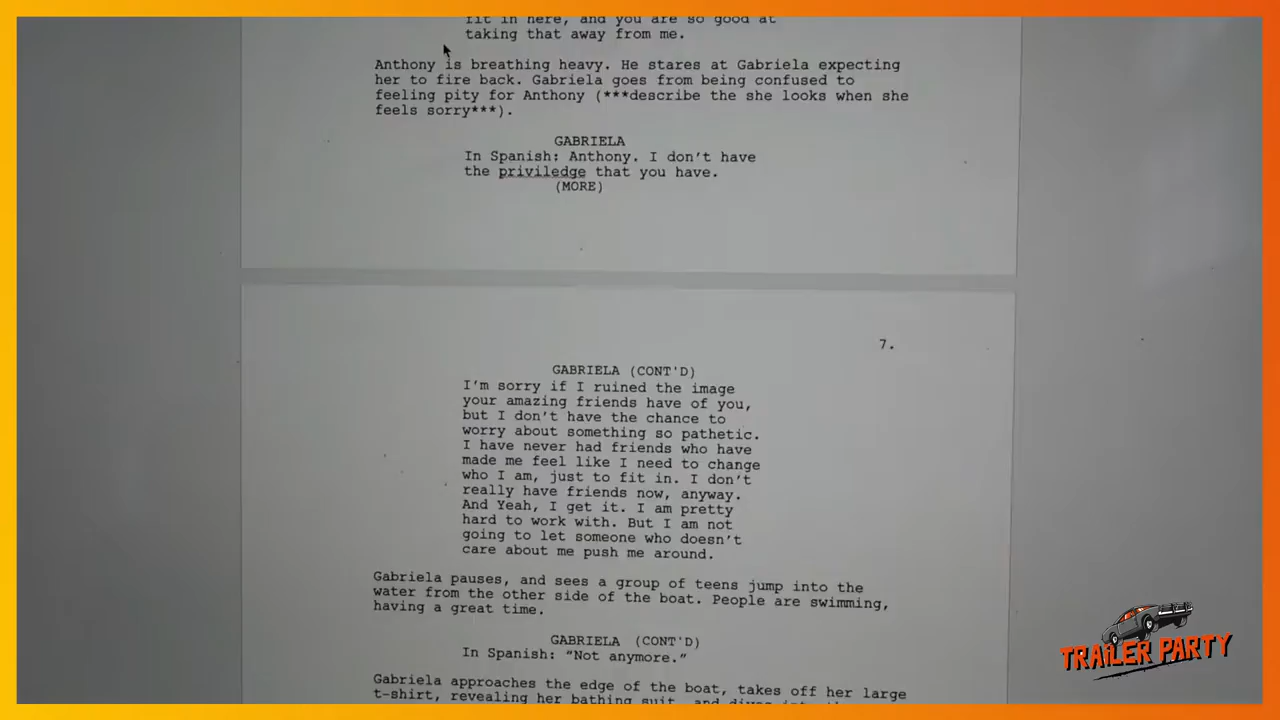 fit in here, and you are so good at
taking that away from me.
Anthony is breathing heavy. He stares at Gabriela expecting
her to fire back. Gabriela goes from being confused to
feeling pity for Anthony (***describe the she looks when she
feels sorry***).
GABRIELA
In Spanish: Anthony. I don't have
the priviledge that you have.
(MORE)
7.
GABRIELA (CONT'D)
I'm sorry if I ruined the image
your amazing friends have of you,
but I don't have the chance to
worry about something so pathetic.
I have never had friends who have
made me feel like I need to change
who I am, just to fit in. I don't
really have friends now, anyway.
And Yeah, I get it. I am pretty
hard to work with. But I am not
going to let someone who doesn't
care about me push me around.
Gabriela pauses, and sees a group of teens jump into the
water from the other side of the boat. People are swimming,
having a great time.
GABRIELA (CONT'D)
In Spanish: “Not anymore.”
Gabriela approaches the edge of the boat, takes off her large
t-shirt, revealing her bathing suit, and dives into the
TRAILER PARTY